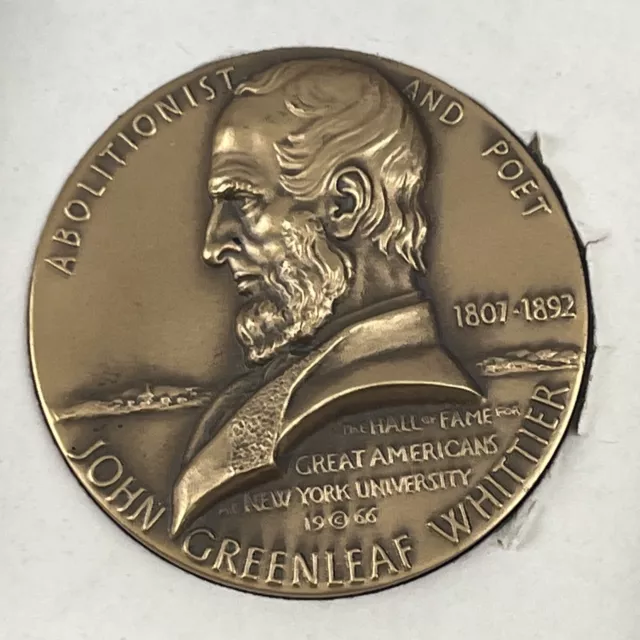 ABOLITIONIST AND POET
1807-1892
THE HALL OF FAME FOR
GREAT AMERICANS
AT NEW YORK UNIVERSITY
19©66
JOHN GREENLEAF WHITTIER